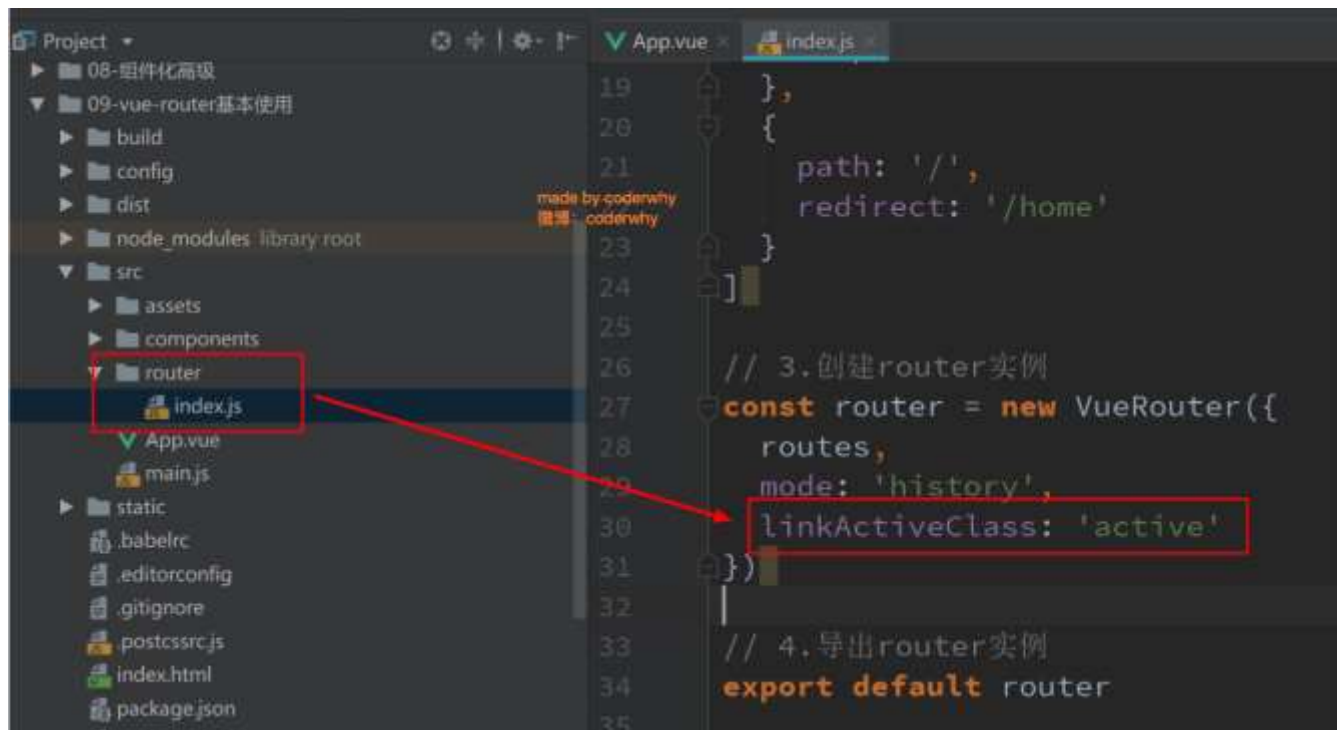 Project
App.vue
index.js
08-组件化高级
09-vue-router基本使用
build
config
dist
node_modules library root
src
assets
components
router
index.js
App.vue
main.js
static
.babelrc
.editorconfig
.gitignore
.postcssrc.js
index.html
package.json
made by coderwhy
微博: coderwhy
19 },
20 {
21 path: '/',
redirect: '/home'
23 }
24 ]
25
26 // 3.创建router实例
27 const router = new VueRouter({
28 routes,
29 mode: 'history',
30 linkActiveClass: 'active'
31 })
32
33 // 4.导出router实例
34 export default router
35